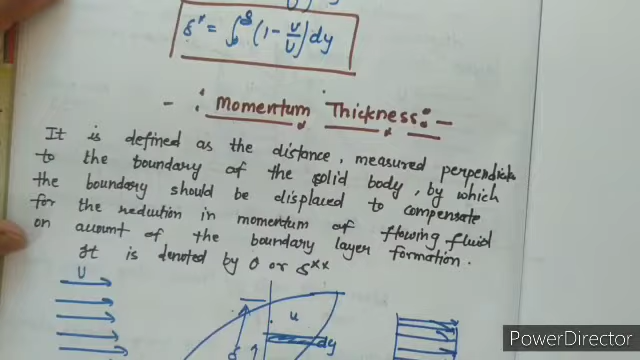 δ* = ∫₀^δ (1 - u/U) dy
Momentum Thickness:-
It is defined as the distance, measured perpendicular
to the boundary of the solid body, by which
the boundary should be displaced to compensate
for the reduction in momentum of flowing fluid
on account of the boundary layer formation.
It is denoted by θ or δ**
U
u
dy
δ
PowerDirector